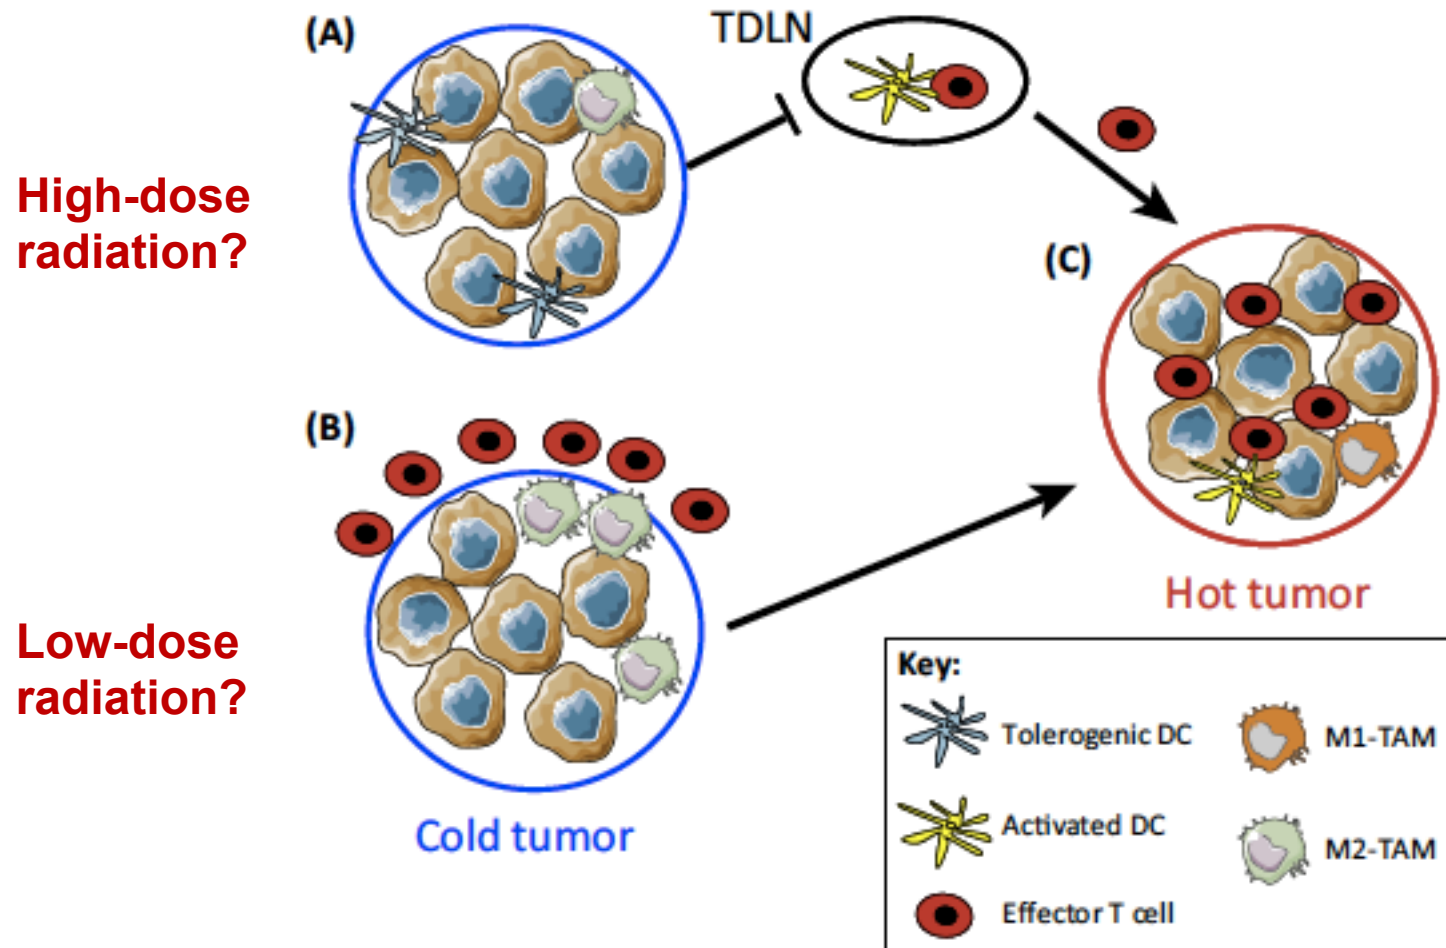 (A)
TDLN
High-dose
radiation?
(C)
(B)
Hot tumor
Low-dose
radiation?
Cold tumor
Key:
Tolerogenic DC
M1-TAM
Activated DC
M2-TAM
Effector T cell